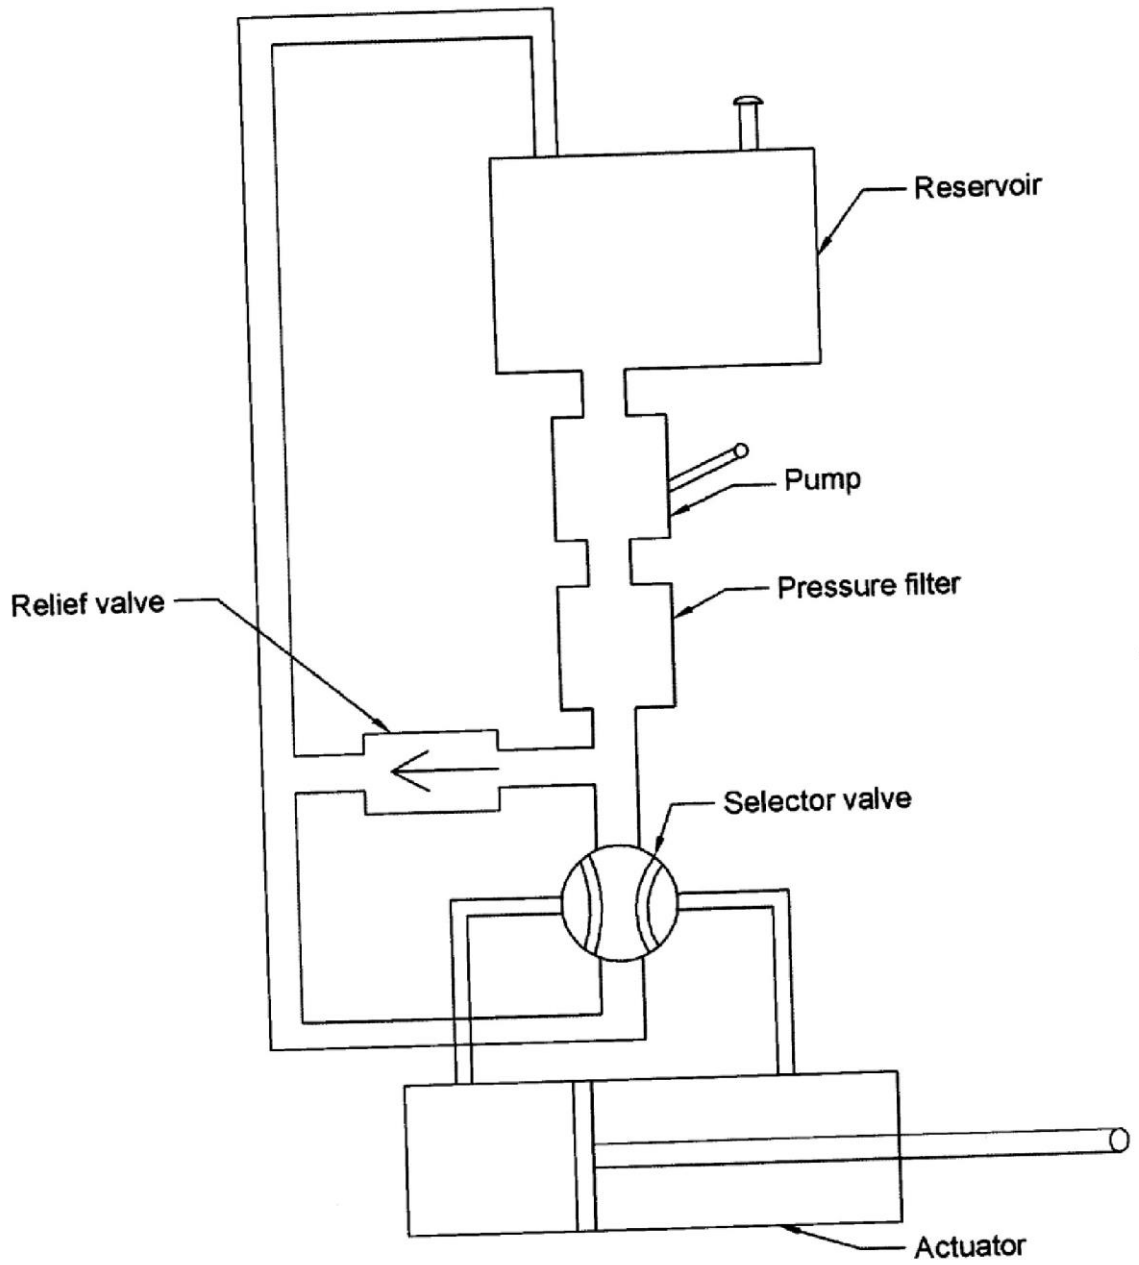 Reservoir
Pump
Pressure filter
Relief valve
Selector valve
Actuator